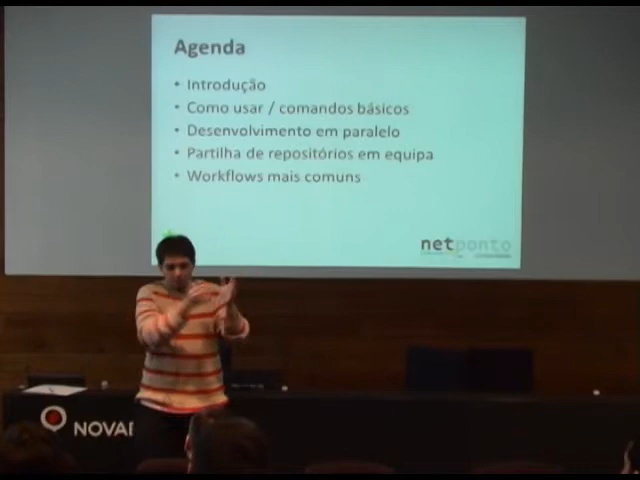 Agenda
• Introdução
• Como usar / comandos básicos
• Desenvolvimento em paralelo
• Partilha de repositórios em equipa
• Workflows mais comuns
netponto
NOVA